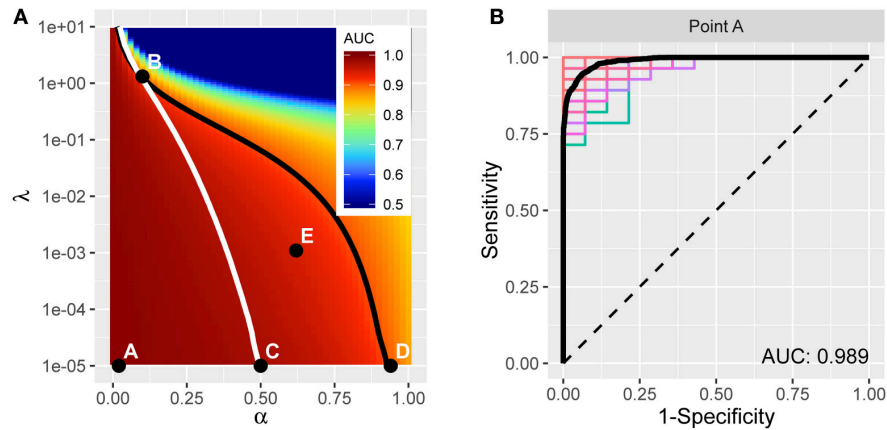 A
B
Point A
AUC
1.0
0.9
0.8
0.7
0.6
0.5
1e+01
1e+00
1e-01
1e-02
1e-03
1e-04
1e-05
λ
B
E
A
C
D
0.00
0.25
0.50
0.75
1.00
α
1.00
0.75
0.50
0.25
0.00
Sensitivity
AUC: 0.989
0.00
0.25
0.50
0.75
1.00
1-Specificity